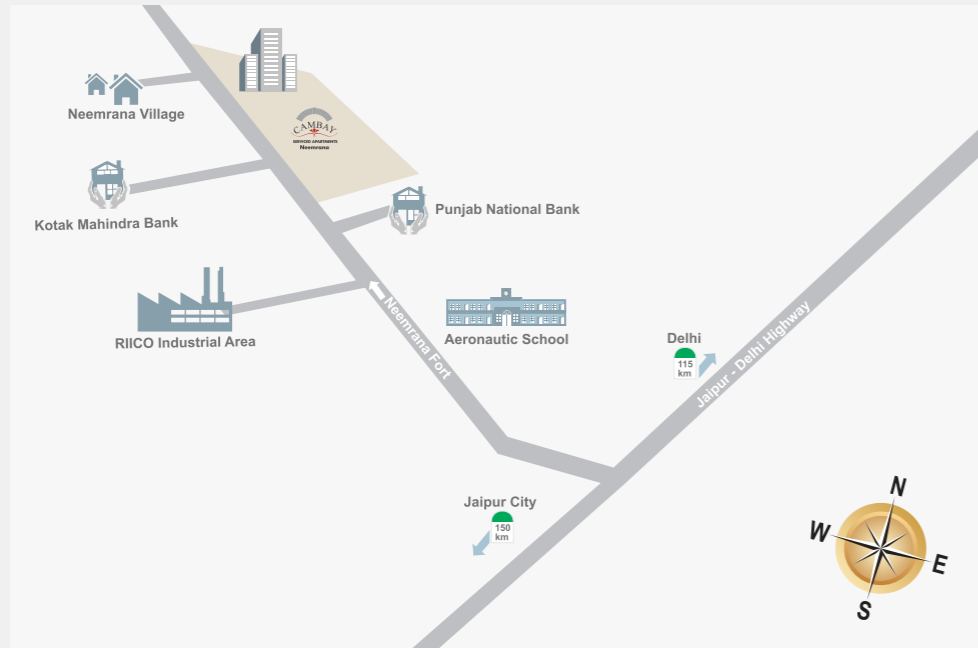 Neemrana Village
CAMBAY
SERVICED APARTMENTS
Neemrana
Kotak Mahindra Bank
Punjab National Bank
RIICO Industrial Area
Neemrana Fort
Aeronautic School
Delhi
115
km
Jaipur - Delhi Highway
Jaipur City
150
km
N
W
E
S